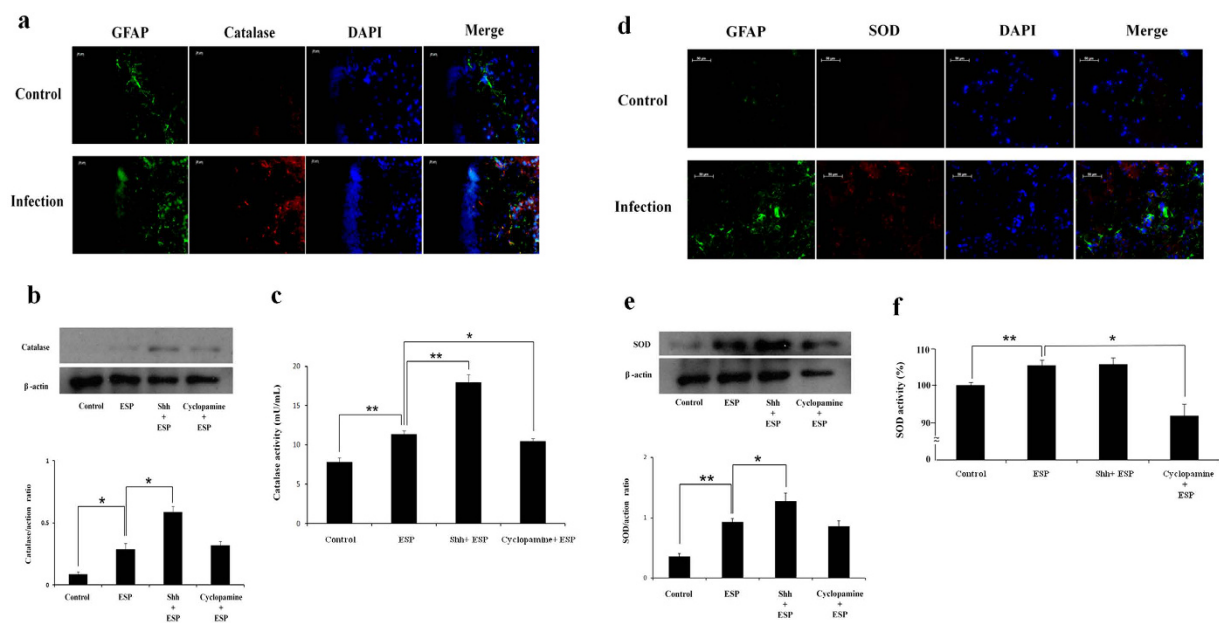 a
GFAP Catalase DAPI Merge
Control
Infection
b
Catalase
β-actin
Control ESP Shh Cyclopamine
+ +
ESP ESP
Catalase/action ratio
1
0.5
0
* *
Control ESP Shh Cyclopamine
+ +
ESP ESP
c
Catalase activity (mU/mL)
25
20
15
10
5
0
*
**
**
Control ESP Shh+ ESP Cyclopamine+ ESP
d
GFAP SOD DAPI Merge
Control
Infection
e
SOD
β-actin
Control ESP Shh Cyclopamine
+ +
ESP ESP
SOD/action ratio
2
1
0
** *
Control ESP Shh Cyclopamine
+ +
ESP ESP
f
SOD activity (%)
110
100
90
0
** *
Control ESP Shh+ ESP Cyclopamine
+
ESP